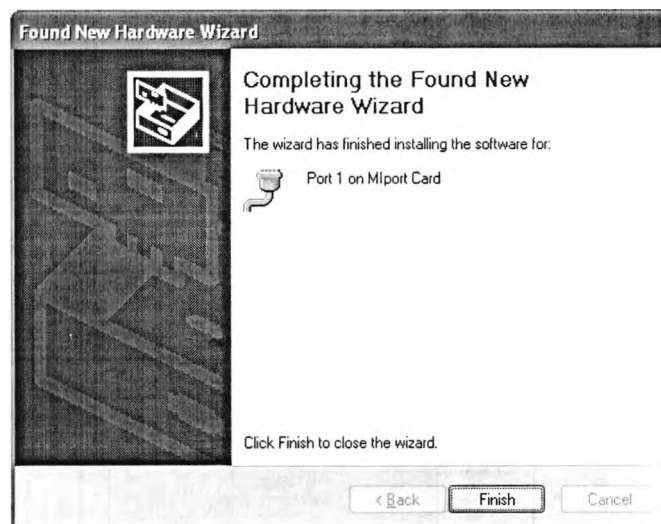 Found New Hardware Wizard
Completing the Found New
Hardware Wizard
The wizard has finished installing the software for:
Port 1 on MIport Card
Click Finish to close the wizard.
< Back
Finish
Cancel